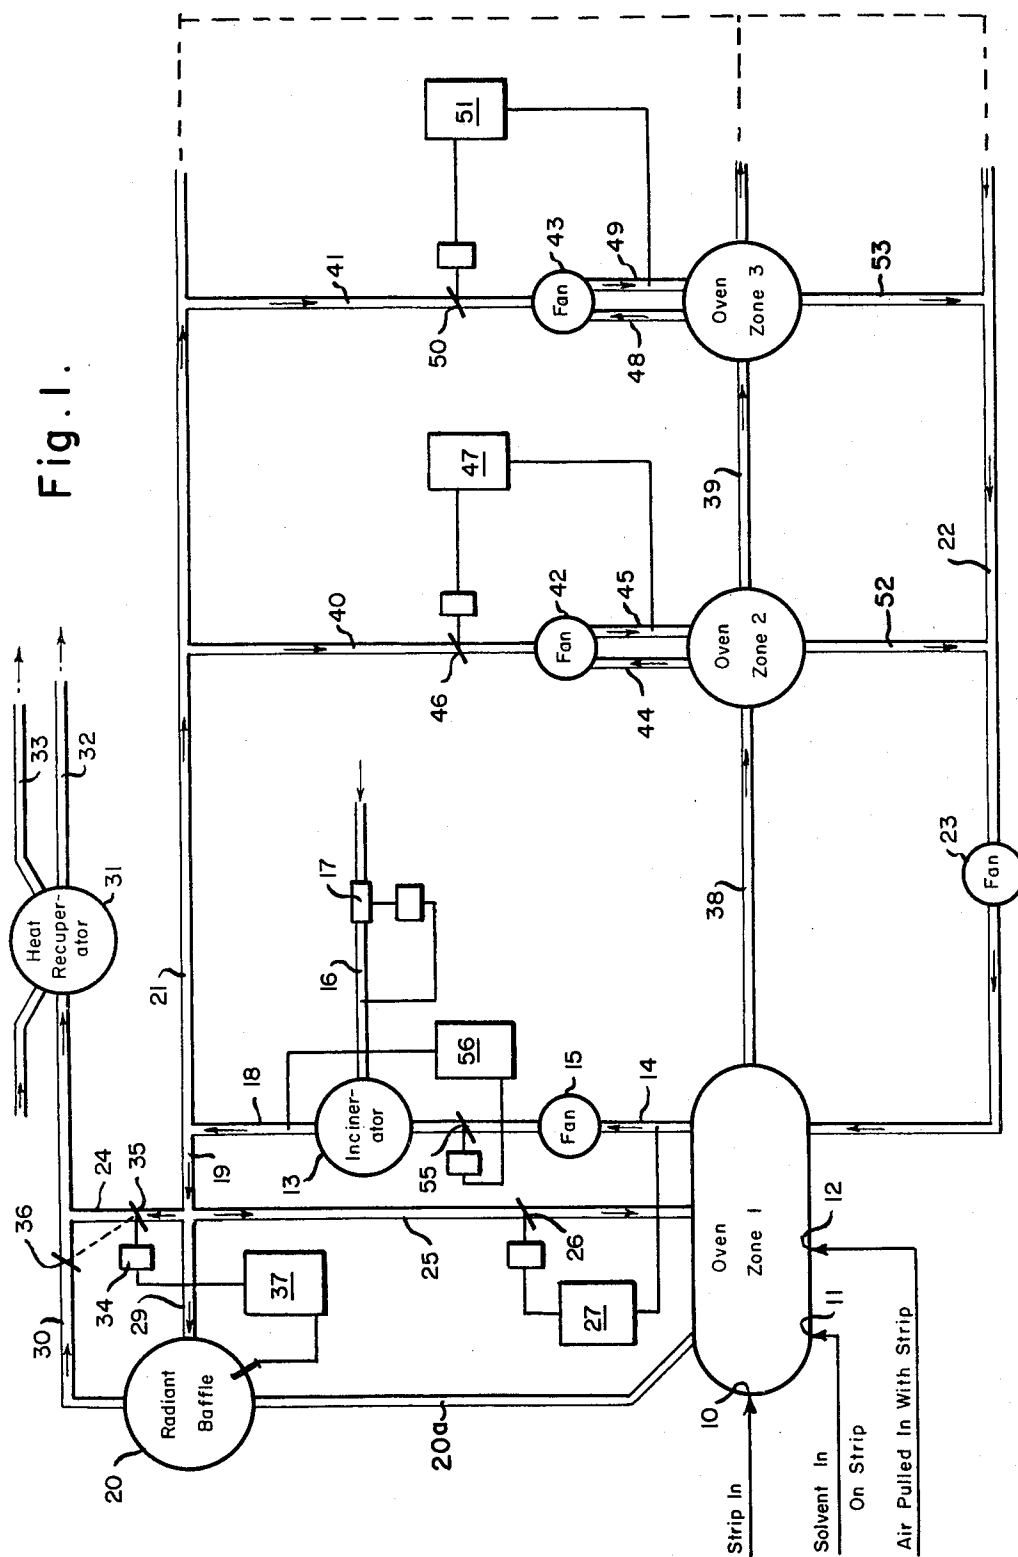 Fig. 1.
33
32
Heat
Recuper-
ator
31
30
36
24
35
34
29
37
Radiant
Baffle
20
20a
19
21
18
25
26
27
Inciner-
ator
13
16
17
56
55
Fan
15
14
40
46
47
Fan
42
44
45
41
50
51
Fan
43
48
49
Oven
Zone 1
10
11
12
38
Oven
Zone 2
39
Oven
Zone 3
52
53
22
Fan
23
Strip In
Solvent In
On Strip
Air Pulled In With Strip